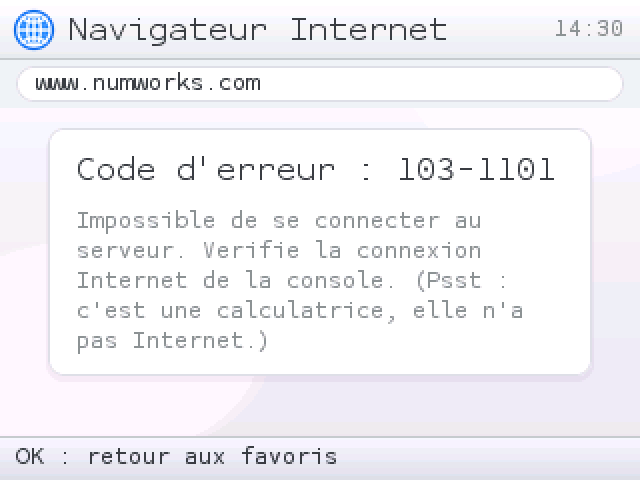 Navigateur Internet
14:30
www.numworks.com
Code d'erreur : 103-1101
Impossible de se connecter au
serveur. Verifie la connexion
Internet de la console. (Psst :
c'est une calculatrice, elle n'a
pas Internet.)
OK : retour aux favoris